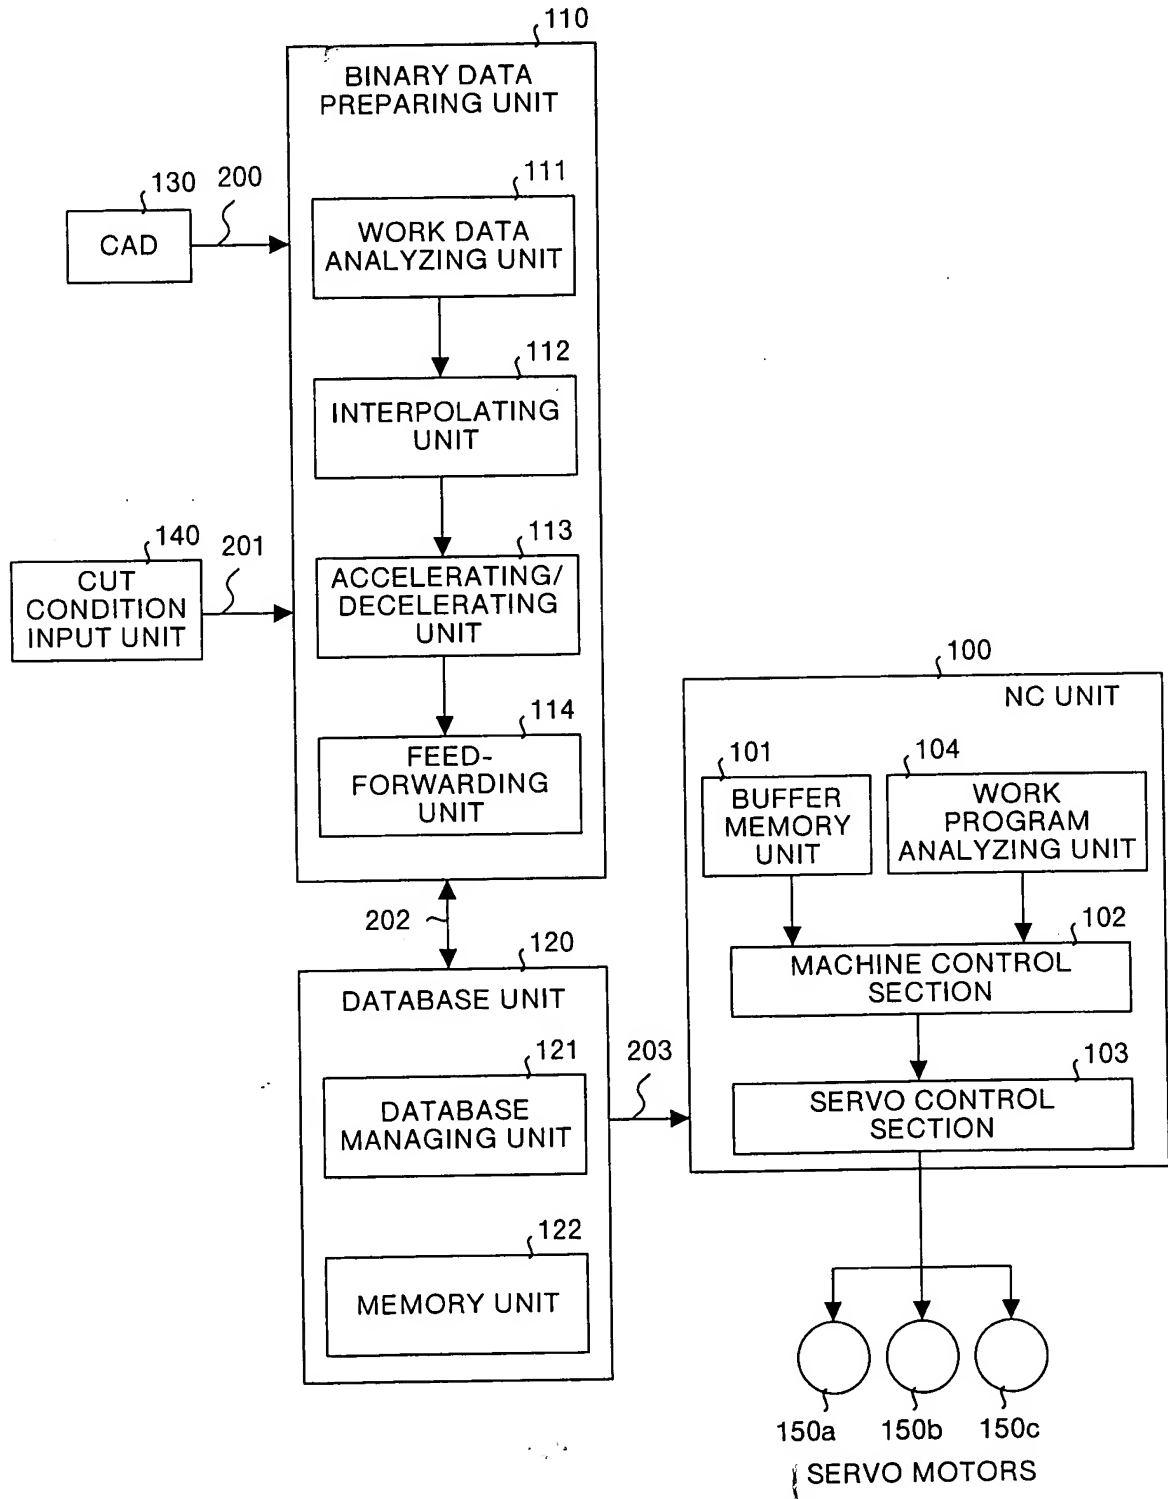 110
BINARY DATA
PREPARING UNIT
111
WORK DATA
ANALYZING UNIT
130
200
CAD
112
INTERPOLATING
UNIT
113
ACCELERATING/
DECELERATING
UNIT
140
201
CUT
CONDITION
INPUT UNIT
114
FEED-
FORWARDING
UNIT
202
120
DATABASE UNIT
121
DATABASE
MANAGING UNIT
122
MEMORY UNIT
203
100
NC UNIT
101
BUFFER
MEMORY
UNIT
104
WORK
PROGRAM
ANALYZING UNIT
102
MACHINE CONTROL
SECTION
103
SERVO CONTROL
SECTION
150a
150b
150c
SERVO MOTORS